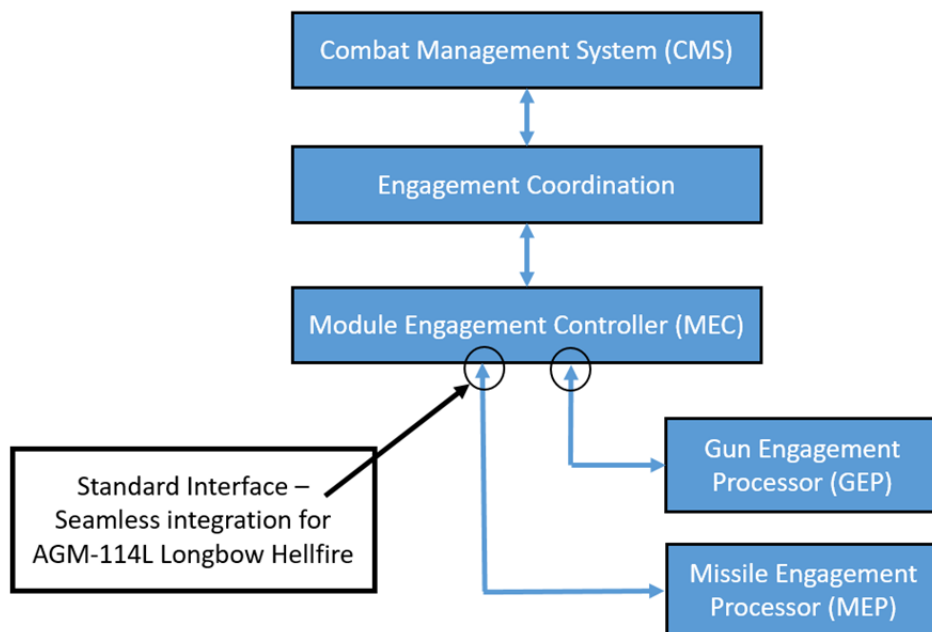 Combat Management System (CMS)
Engagement Coordination
Module Engagement Controller (MEC)
Standard Interface –
Seamless integration for
AGM-114L Longbow Hellfire
Gun Engagement
Processor (GEP)
Missile Engagement
Processor (MEP)